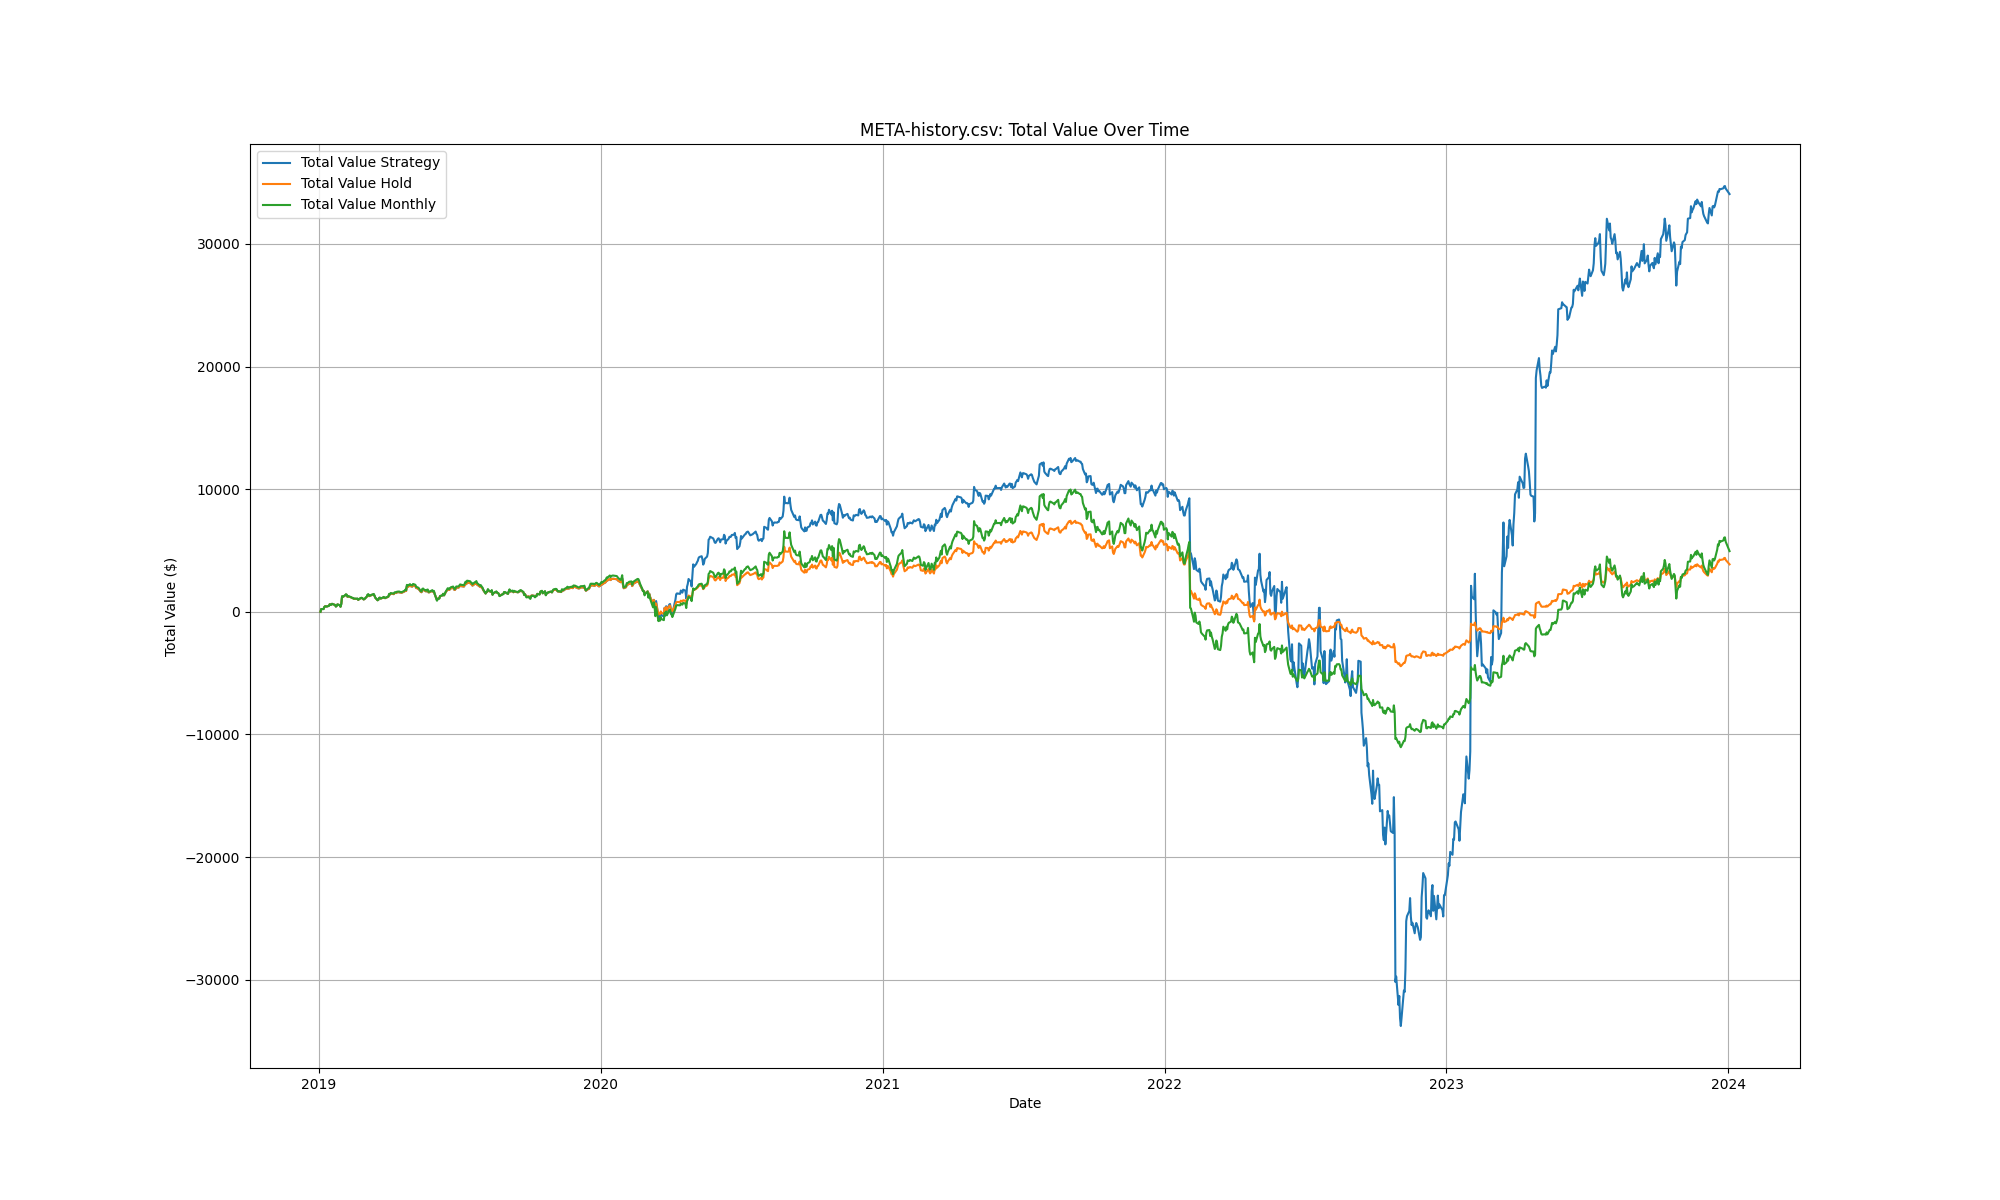 META-history.csv: Total Value Over Time
Total Value Strategy
Total Value Hold
Total Value Monthly
Total Value ($)
30000
20000
10000
0
−10000
−20000
−30000
2019 2020 2021 2022 2023 2024
Date